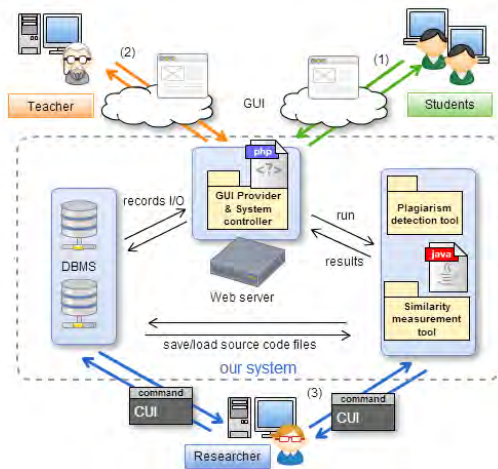 (2)
(1)
GUI
Teacher
Students
php
<?>
records I/O
GUI Provider
& System
controller
run
Plagiarism
detection tool
DBMS
results
java
Web server
Similarity
measurement
tool
save/load source code files
our system
(3)
command
CUI
command
CUI
Researcher